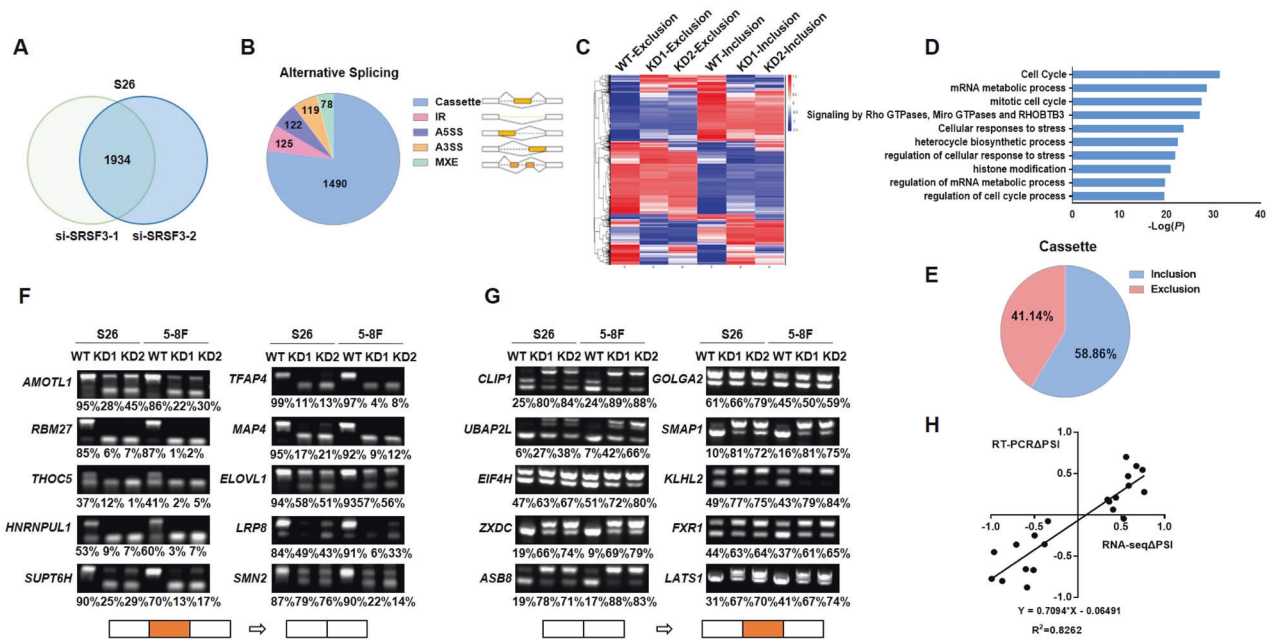 A
S26
1934
si-SRSF3-1 si-SRSF3-2
B
Alternative Splicing
78
119
122
125
1490
Cassette
IR
A5SS
A3SS
MXE
C
WT-Exclusion
KD1-Exclusion
KD2-Exclusion
WT-Inclusion
KD1-Inclusion
KD2-Inclusion
D
Cell Cycle
mRNA metabolic process
mitotic cell cycle
Signaling by Rho GTPases, Miro GTPases and RHOBTB3
Cellular responses to stress
heterocycle biosynthetic process
regulation of cellular response to stress
histone modification
regulation of mRNA metabolic process
regulation of cell cycle process
0 10 20 30 40
-Log(P)
E
Cassette
Inclusion
Exclusion
41.14%
58.86%
F
S26 5-8F
WT KD1 KD2 WT KD1 KD2
AMOTL1
95%28%45%86%22%30%
RBM27
85% 6% 7%87% 1%2%
THOC5
37%12%1%41% 2% 5%
HNRNPUL1
53% 9% 7%60% 3% 7%
SUPT6H
90%25%29%70%13%17%
S26 5-8F
WT KD1 KD2 WT KD1 KD2
TFAP4
99%11%13%97% 4% 8%
MAP4
95%17%21%92% 9%12%
ELOVL1
94%58%51%9357%56%
LRP8
84%49%43%91% 6%33%
SMN2
87%79%76%90%22%14%
G
S26 5-8F
WT KD1 KD2 WT KD1 KD2
CLIP1
25%80%84%24%89%88%
UBAP2L
6%27%38% 7%42%66%
EIF4H
47%63%67%51%72%80%
ZXDC
19%66%74% 9%69%79%
ASB8
19%78%71%17%88%83%
S26 5-8F
WT KD1 KD2 WT KD1 KD2
GOLGA2
61%66%79%45%50%59%
SMAP1
10%81%72%16%81%75%
KLHL2
49%77%75%43%79%84%
FXR1
44%63%64%37%61%65%
LATS1
31%67%70%41%67%74%
H
RT-PCRΔPSI
1.0
0.5
-1.0 -0.5 0.5 1.0
RNA-seqΔPSI
-0.5
-1.0
Y = 0.7094*X - 0.06491
R²=0.8262